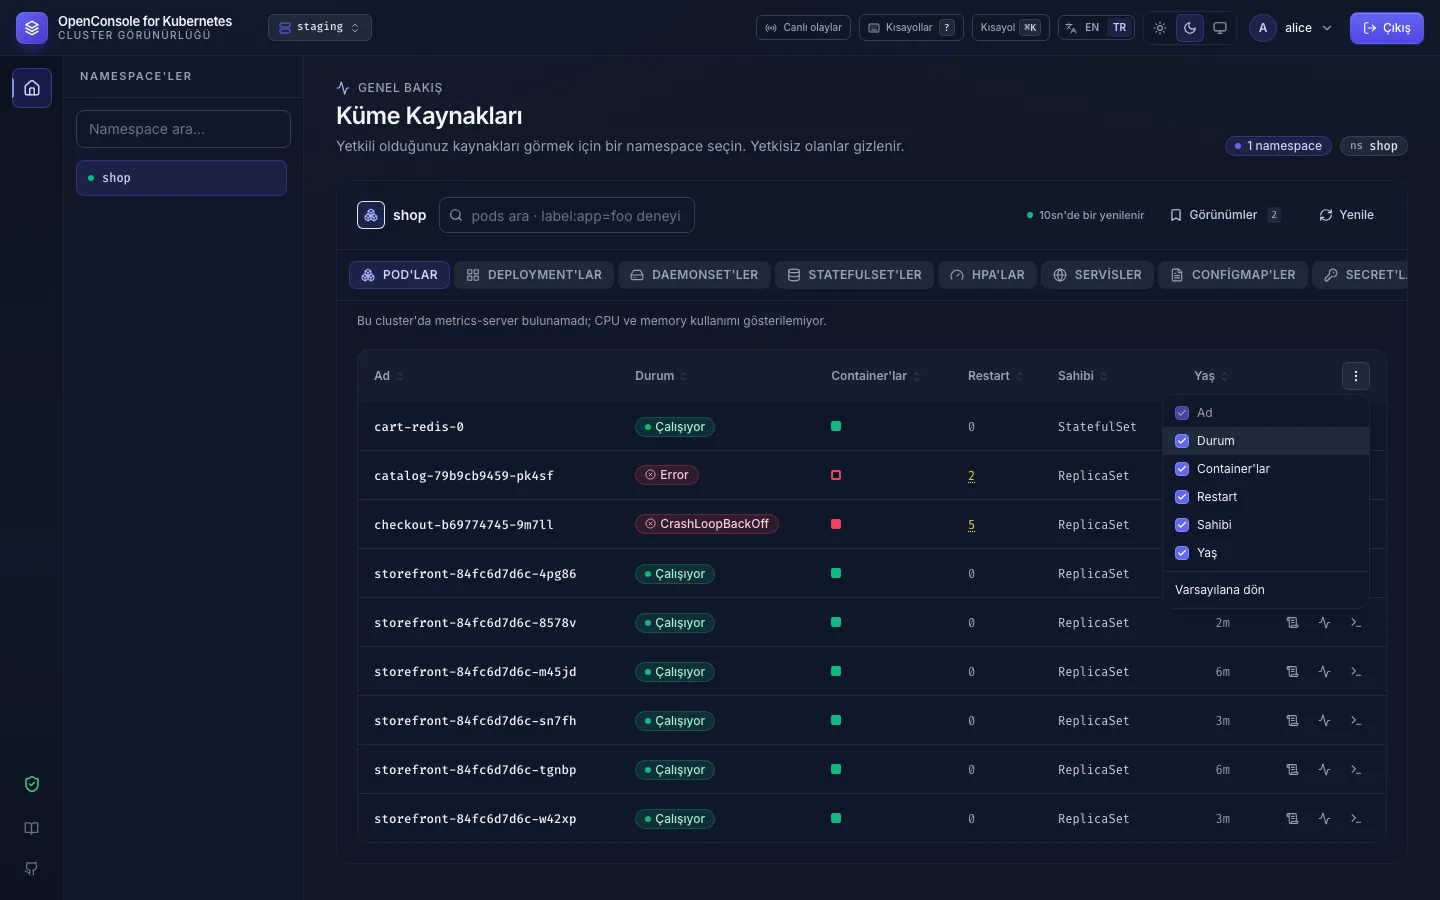 OpenConsole for Kubernetes
CLUSTER GÖRÜNÜRLÜĞÜ
staging
Canlı olaylar
Kısayollar ?
Kısayol ⌘K
EN TR
A alice
Çıkış
NAMESPACE'LER
Namespace ara...
shop
GENEL BAKIŞ
Küme Kaynakları
Yetkili olduğunuz kaynakları görmek için bir namespace seçin. Yetkisiz olanlar gizlenir.
1 namespace
ns shop
shop
pods ara · label:app=foo deneyi
10sn'de bir yenilenir
Görünümler 2
Yenile
POD'LAR
DEPLOYMENT'LAR
DAEMONSET'LER
STATEFULSET'LER
HPA'LAR
SERVİSLER
CONFİGMAP'LER
SECRET'L
Bu cluster'da metrics-server bulunamadı; CPU ve memory kullanımı gösterilemiyor.
Ad Durum Container'lar Restart Sahibi Yaş
cart-redis-0 Çalışıyor 0 StatefulSet
catalog-79b9cb9459-pk4sf Error 2 ReplicaSet
checkout-b69774745-9m7ll CrashLoopBackOff 5 ReplicaSet
storefront-84fc6d7d6c-4pg86 Çalışıyor 0 ReplicaSet
storefront-84fc6d7d6c-8578v Çalışıyor 0 ReplicaSet 2m
storefront-84fc6d7d6c-m45jd Çalışıyor 0 ReplicaSet 6m
storefront-84fc6d7d6c-sn7fh Çalışıyor 0 ReplicaSet 3m
storefront-84fc6d7d6c-tgnbp Çalışıyor 0 ReplicaSet 6m
storefront-84fc6d7d6c-w42xp Çalışıyor 0 ReplicaSet 3m
Ad
Durum
Container'lar
Restart
Sahibi
Yaş
Varsayılana dön